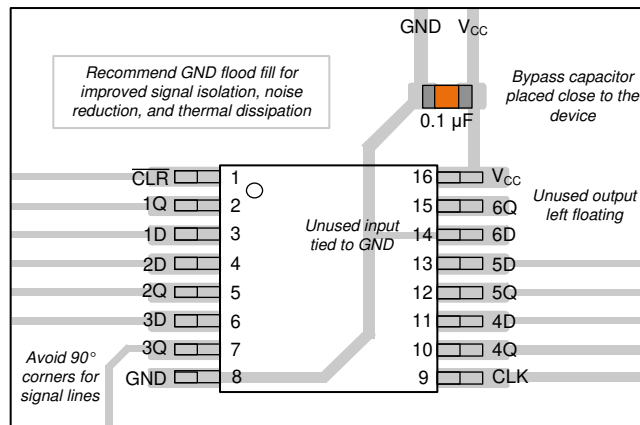 GND VCC
Recommend GND flood fill for
improved signal isolation, noise
reduction, and thermal dissipation
Bypass capacitor
placed close to the
device
0.1 µF
CLR 1 16 VCC
1Q 2 15 6Q
1D 3 14 6D
2D 4 13 5D
2Q 5 12 5Q
3D 6 11 4D
3Q 7 10 4Q
GND 8 9 CLK
Unused input
tied to GND
Unused output
left floating
Avoid 90°
corners for
signal lines